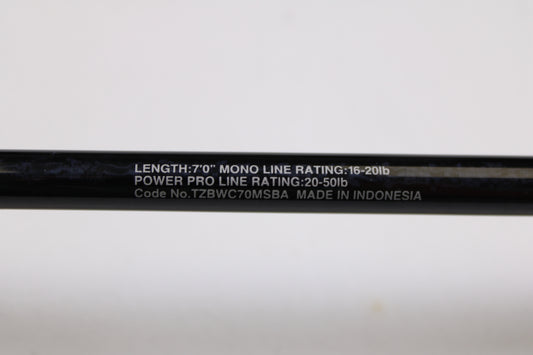 LENGTH:7'0" MONO LINE RATING:16-20lb
POWER PRO LINE RATING:20-50lb
Code No.TZBWC70MSBA MADE IN INDONESIA